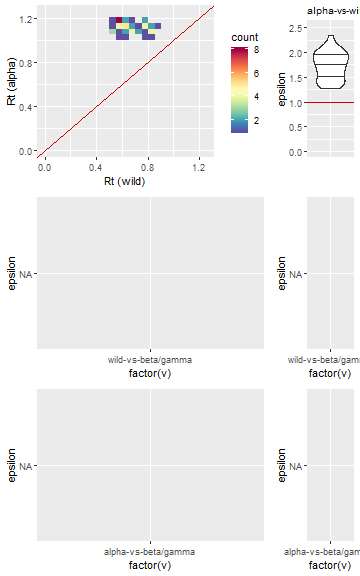 alpha-vs-wi
Rt (alpha)
1.2
0.8
0.4
0.0
0.0
0.4
0.8
1.2
Rt (wild)
count
8
6
4
2
epsilon
2.5
2.0
1.5
1.0
0.5
0.0
epsilon
NA
wild-vs-beta/gamma
factor(v)
epsilon
NA
wild-vs-beta/gamm
factor(v)
epsilon
NA
alpha-vs-beta/gamma
factor(v)
epsilon
NA
alpha-vs-beta/gam
factor(v)